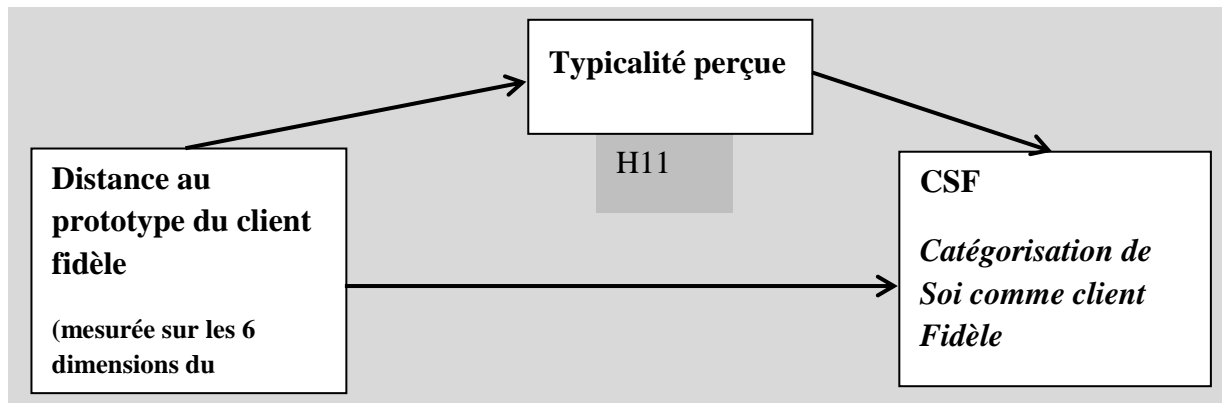 Typicalité perçue
H11
Distance au
prototype du client
fidèle
(mesurée sur les 6
dimensions du
CSF
Catégorisation de
Soi comme client
Fidèle